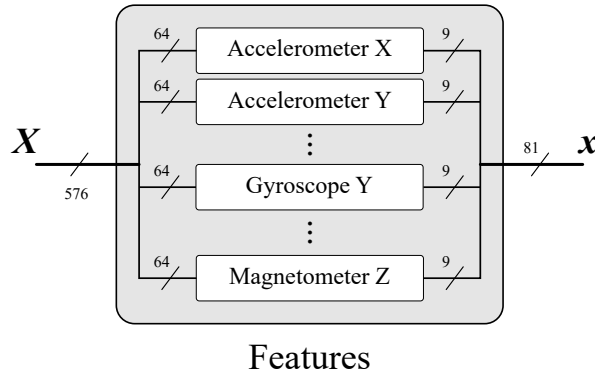 64 Accelerometer X 9
64 Accelerometer Y 9
X 576
64 Gyroscope Y 9
81 x
64 Magnetometer Z 9
Features